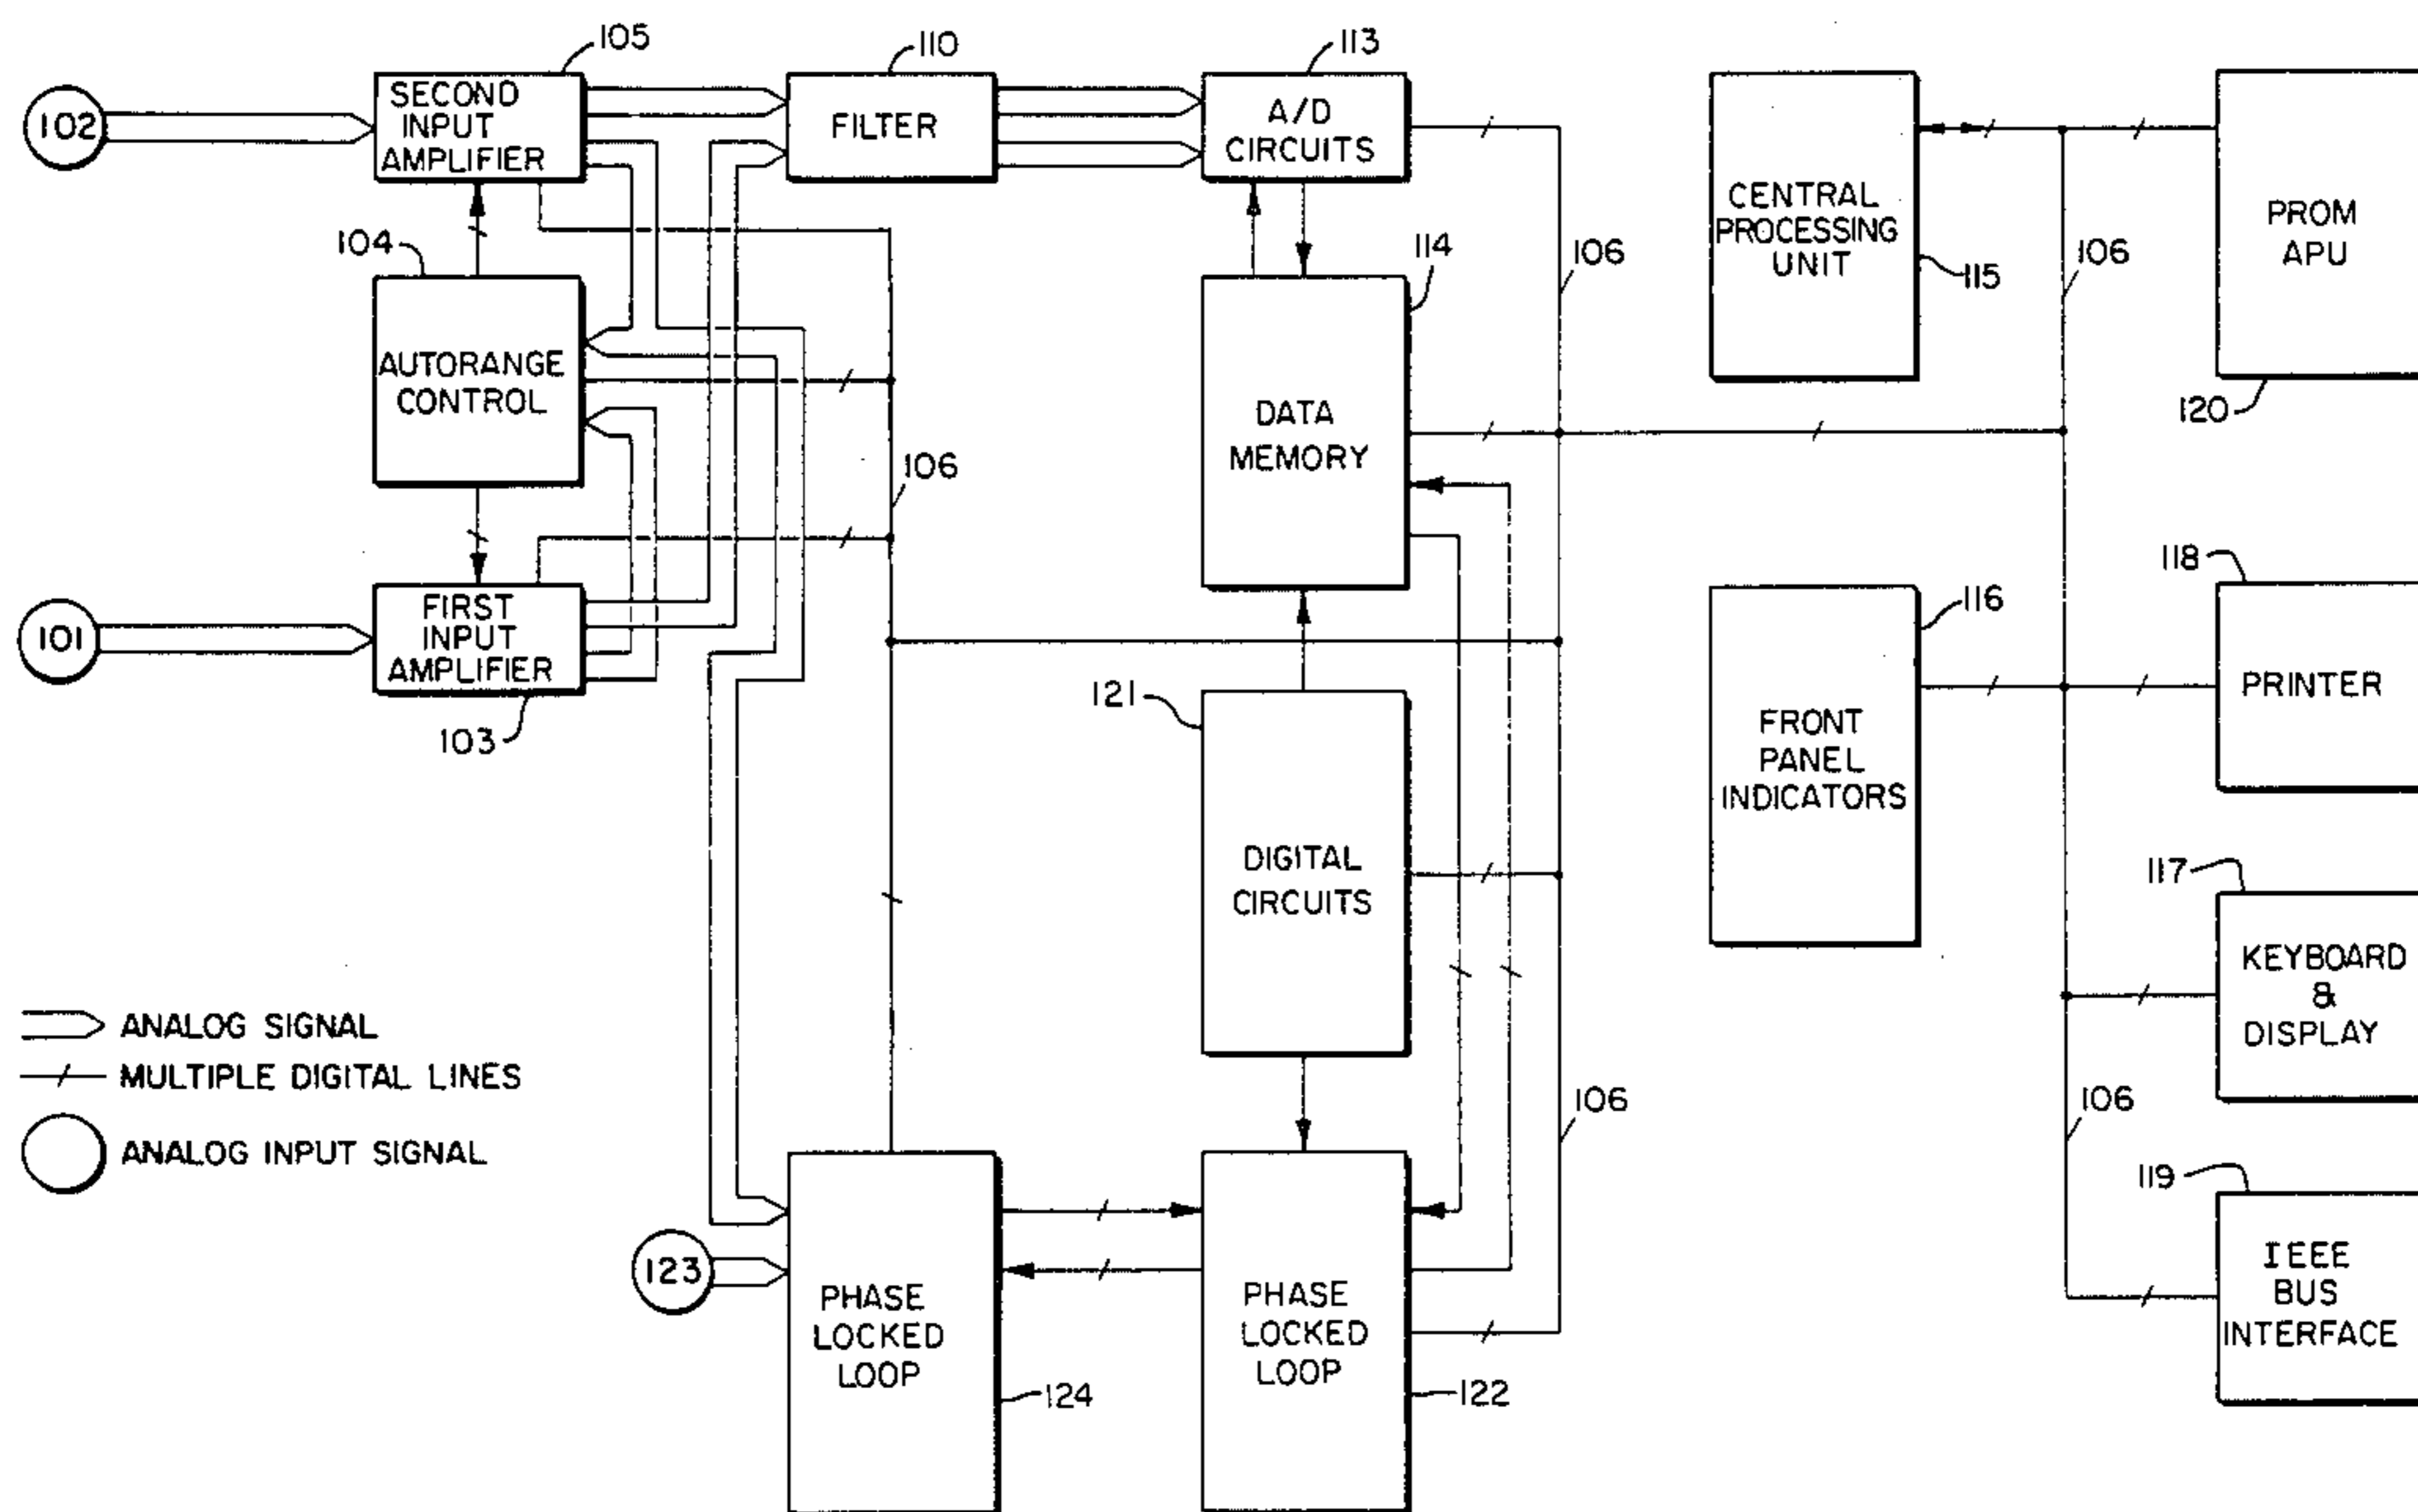 105
110
113
102
SECOND
INPUT
AMPLIFIER
FILTER
A/D
CIRCUITS
CENTRAL
PROCESSING
UNIT
115
PROM
APU
120
104
114
106
106
AUTORANGE
CONTROL
DATA
MEMORY
106
101
FIRST
INPUT
AMPLIFIER
103
116
118
FRONT
PANEL
INDICATORS
PRINTER
121
DIGITAL
CIRCUITS
117
KEYBOARD
&
DISPLAY
ANALOG SIGNAL
MULTIPLE DIGITAL LINES
ANALOG INPUT SIGNAL
106
106
119
IEEE
BUS
INTERFACE
123
PHASE
LOCKED
LOOP
124
PHASE
LOCKED
LOOP
122